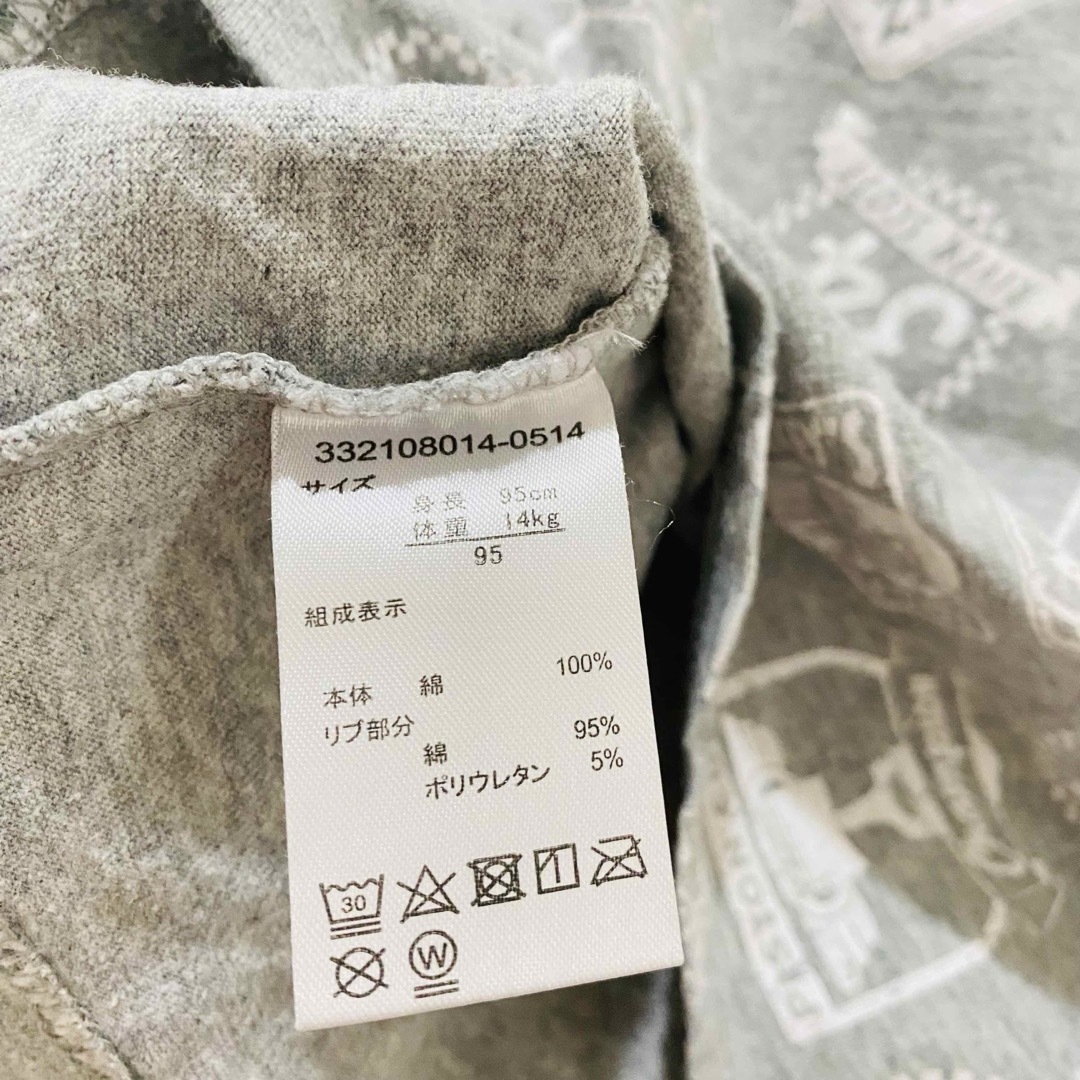 332108014-0514
サイズ
身長 95cm
体重 14kg
95
組成表示
本体 綿 100%
リブ部分
綿 95%
ポリウレタン 5%
30
W